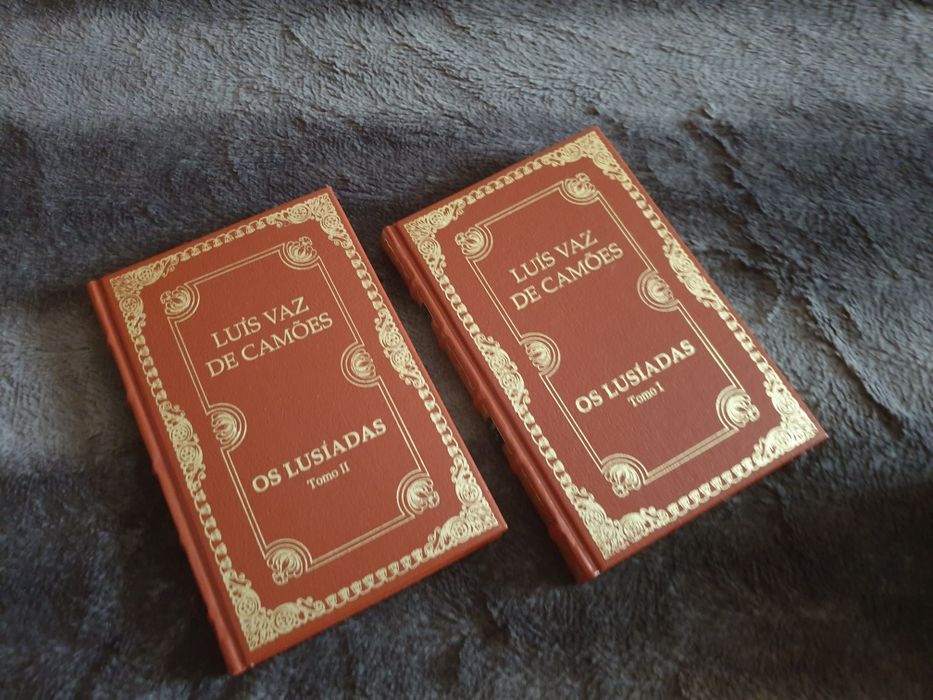 LUÍS VAZ
DE CAMÕES
OS LUSÍADAS
Tomo II
LUÍS VAZ
DE CAMÕES
OS LUSÍADAS
Tomo I